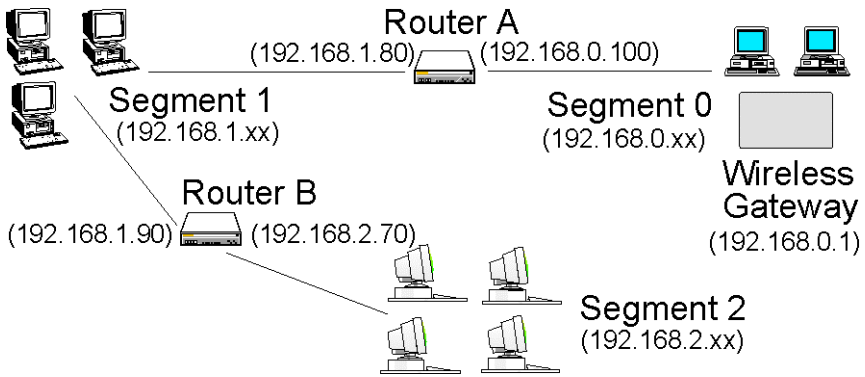 Router A
(192.168.1.80)
(192.168.0.100)
Segment 1
(192.168.1.xx)
Segment 0
(192.168.0.xx)
Wireless
Gateway
(192.168.0.1)
Router B
(192.168.1.90)
(192.168.2.70)
Segment 2
(192.168.2.xx)